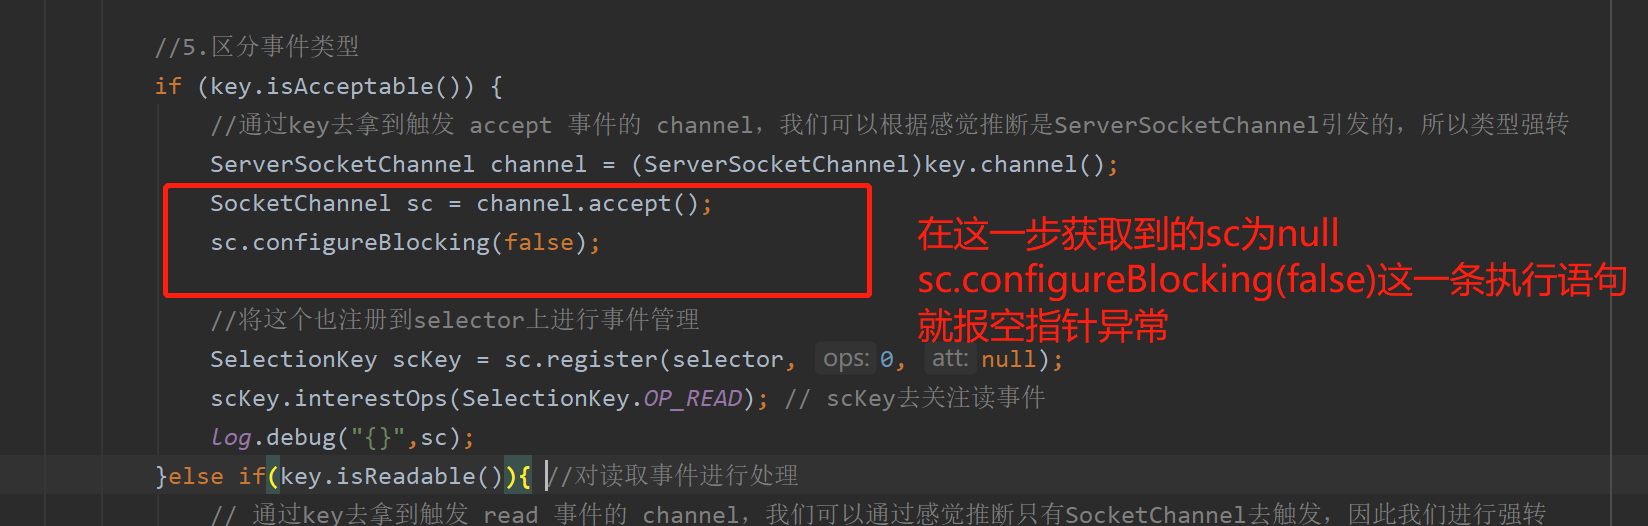 //5.区分事件类型
if (key.isAcceptable()) {
//通过key去拿到触发 accept 事件的 channel，我们可以根据感觉推断是ServerSocketChannel引发的，所以类型强转
ServerSocketChannel channel = (ServerSocketChannel)key.channel();
SocketChannel sc = channel.accept();
sc.configureBlocking(false);
在这一步获取到的sc为null
sc.configureBlocking(false)这一条执行语句
就报空指针异常
//将这个也注册到selector上进行事件管理
SelectionKey scKey = sc.register(selector, ops: 0, att: null);
scKey.interestOps(SelectionKey.OP_READ); // scKey去关注读事件
log.debug("{}",sc);
}else if(key.isReadable()){ //对读取事件进行处理
// 通过key去拿到触发 read 事件的 channel，我们可以通过感觉推断只有SocketChannel去触发，因此我们进行强转